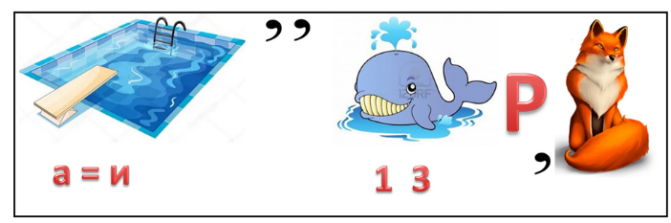 ,,
Р
,
а = и
1 3